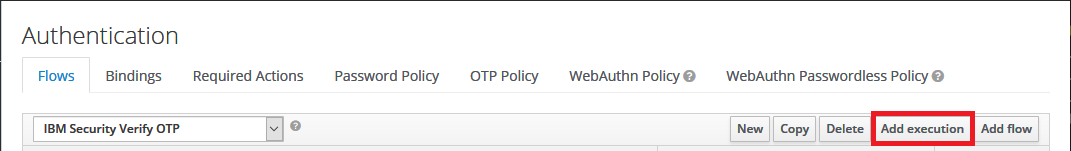 Authentication
Flows Bindings Required Actions Password Policy OTP Policy WebAuthn Policy ? WebAuthn Passwordless Policy ?
IBM Security Verify OTP ? New Copy Delete Add execution Add flow